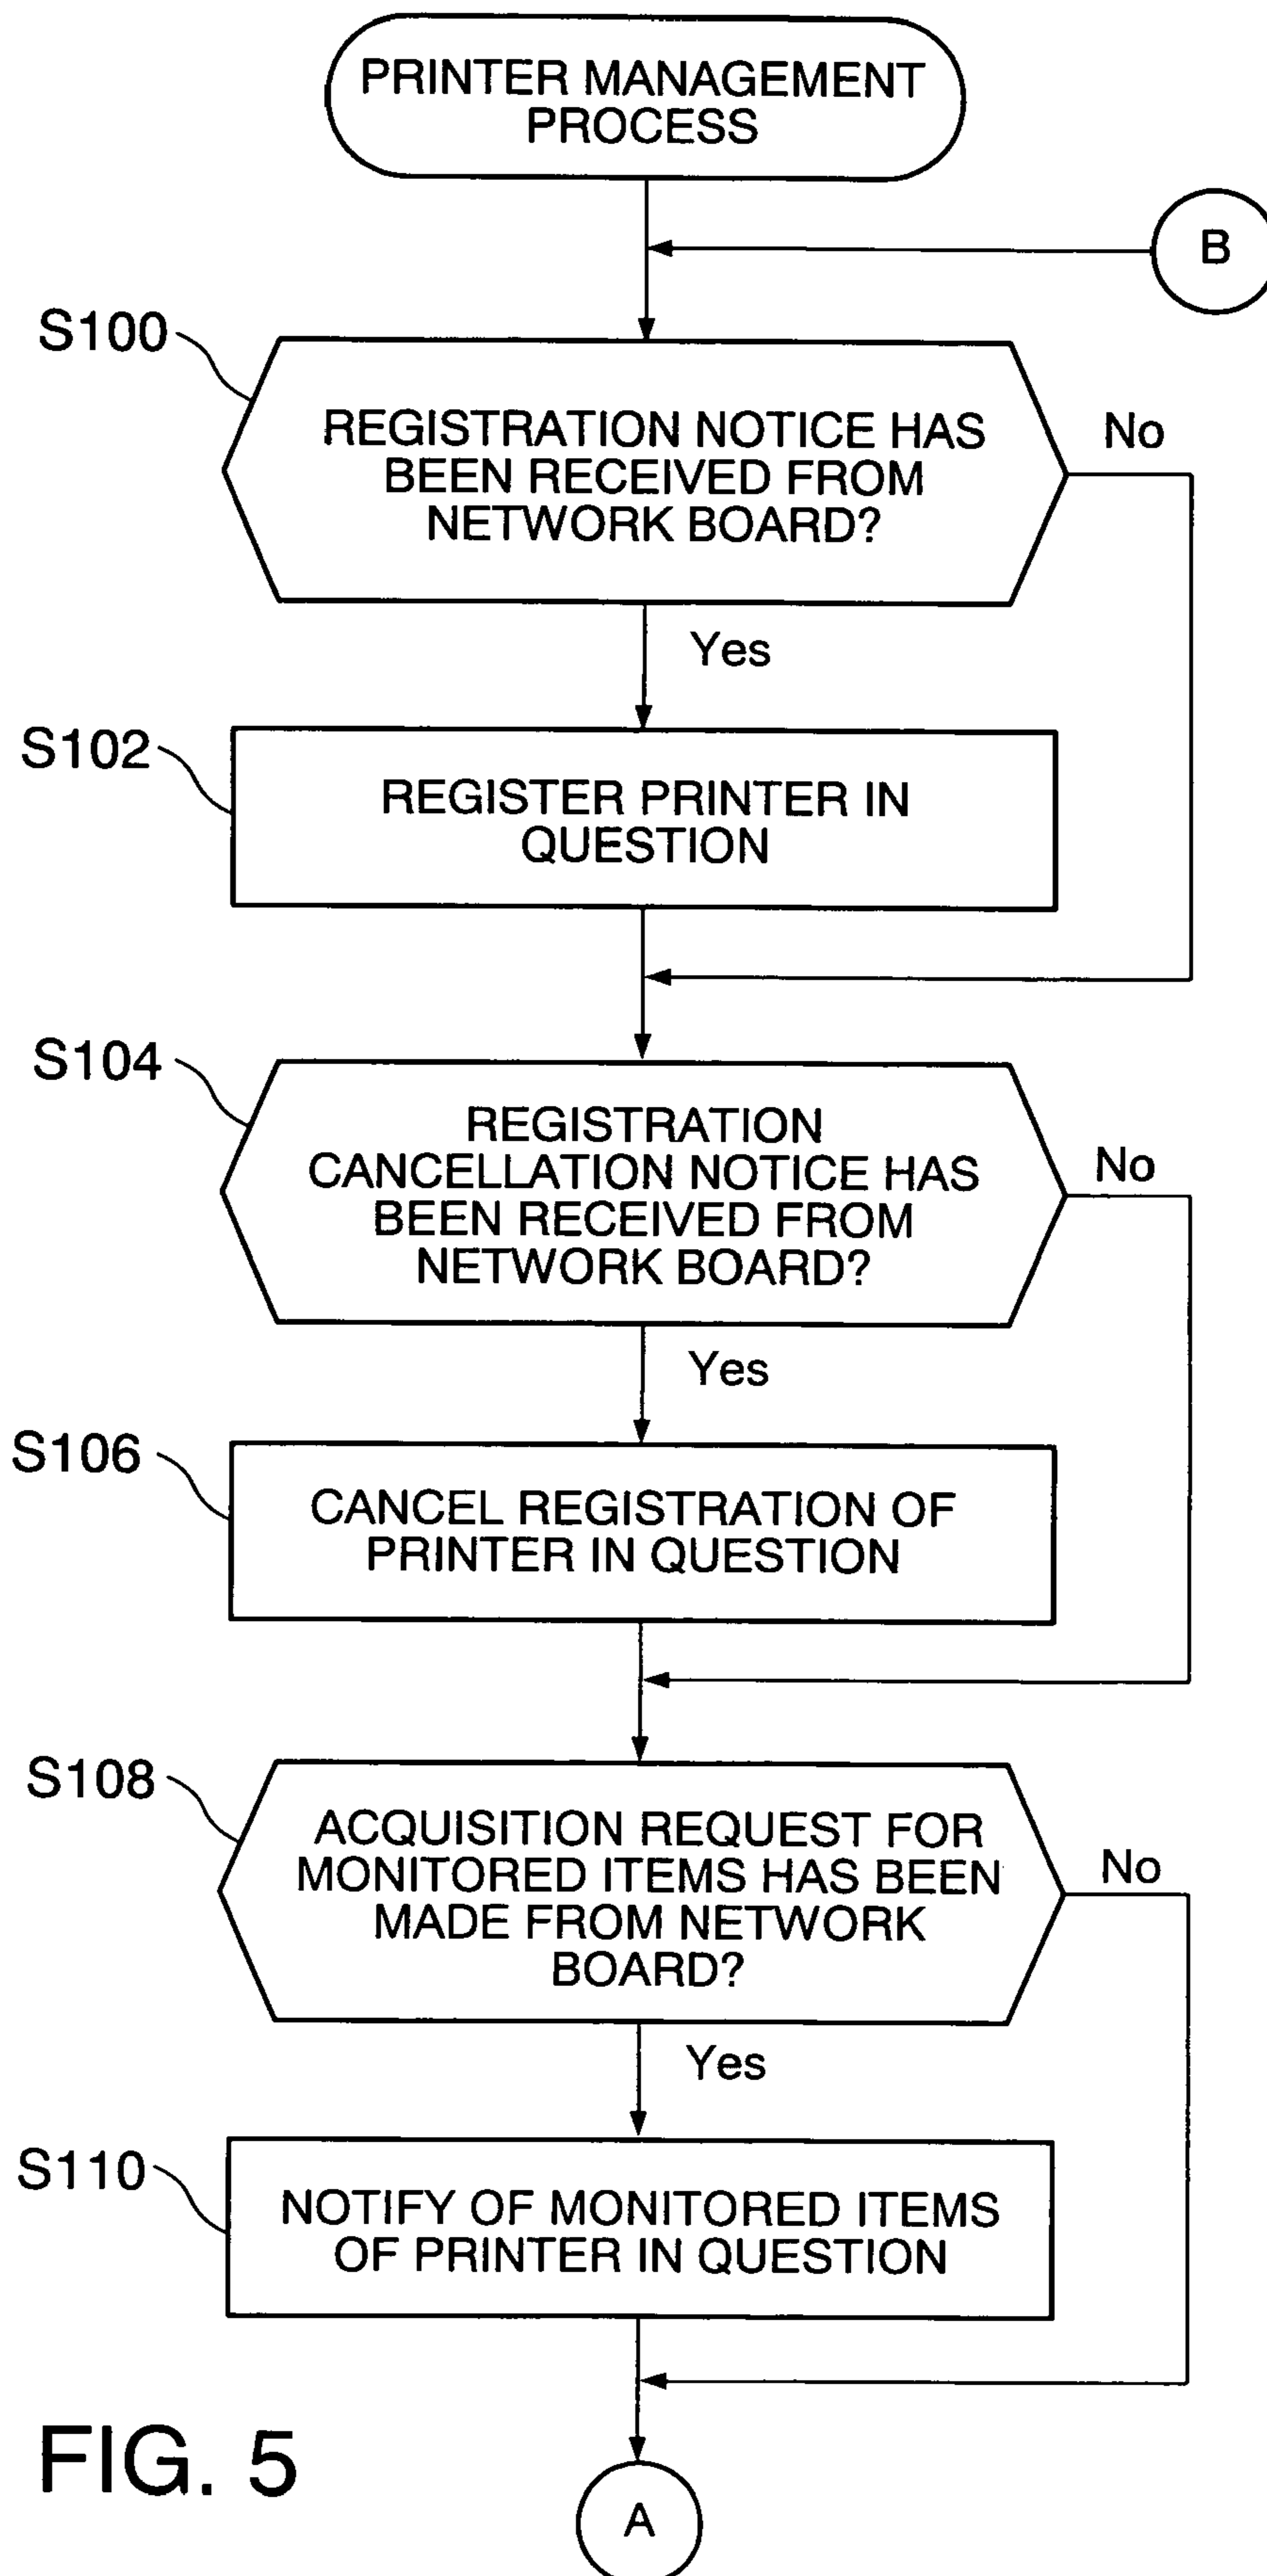 PRINTER MANAGEMENT
PROCESS
B
S100
REGISTRATION NOTICE HAS
BEEN RECEIVED FROM
NETWORK BOARD?
No
Yes
S102
REGISTER PRINTER IN
QUESTION
S104
REGISTRATION
CANCELLATION NOTICE HAS
BEEN RECEIVED FROM
NETWORK BOARD?
No
Yes
S106
CANCEL REGISTRATION OF
PRINTER IN QUESTION
S108
ACQUISITION REQUEST FOR
MONITORED ITEMS HAS BEEN
MADE FROM NETWORK
BOARD?
No
Yes
S110
NOTIFY OF MONITORED ITEMS
OF PRINTER IN QUESTION
FIG. 5
A